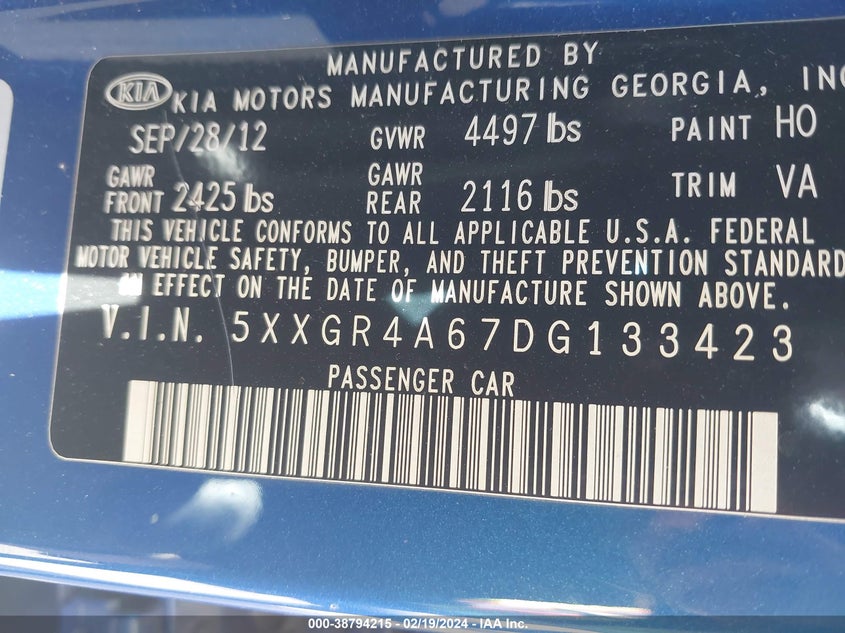 MANUFACTURED BY
KIA KIA MOTORS MANUFACTURING GEORGIA, INC
SEP/28/12 GVWR 4497 lbs PAINT HO
GAWR FRONT 2425 lbs GAWR REAR 2116 lbs TRIM VA
THIS VEHICLE CONFORMS TO ALL APPLICABLE U.S.A. FEDERAL
MOTOR VEHICLE SAFETY, BUMPER, AND THEFT PREVENTION STANDARD
IN EFFECT ON THE DATE OF MANUFACTURE SHOWN ABOVE.
V.I.N. 5XXGR4A67DG133423
PASSENGER CAR
000-38794215 - 02/19/2024 - IAA Inc.